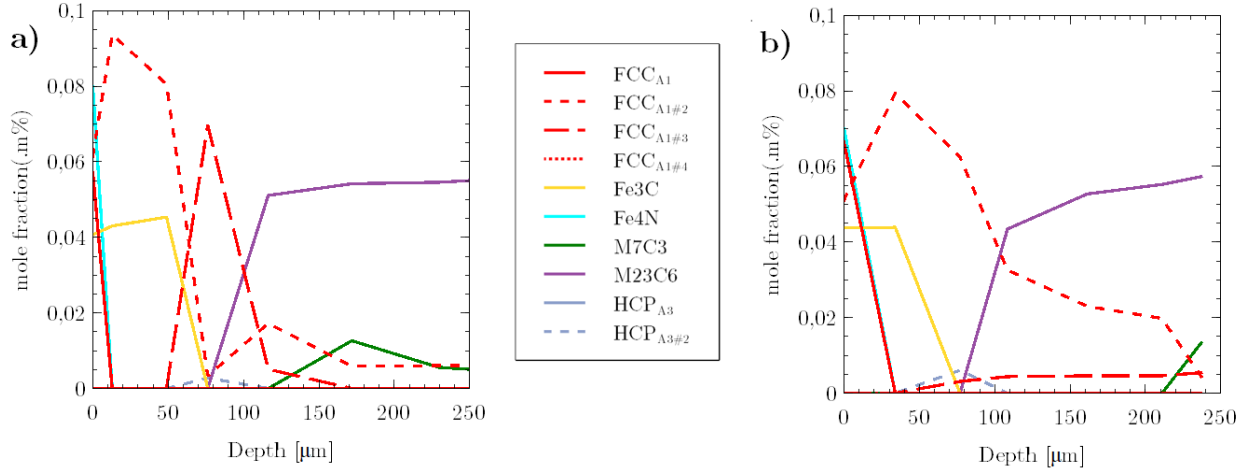 a)
mole fraction(.m%)
0,1
0,08
0,06
0,04
0,02
0
0 50 100 150 200 250
Depth [μm]
FCC_A1
FCC_A1#2
FCC_A1#3
FCC_A1#4
Fe3C
Fe4N
M7C3
M23C6
HCP_A3
HCP_A3#2
b)
mole fraction(.m%)
0,1
0,08
0,06
0,04
0,02
0
0 50 100 150 200 250
Depth [μm]